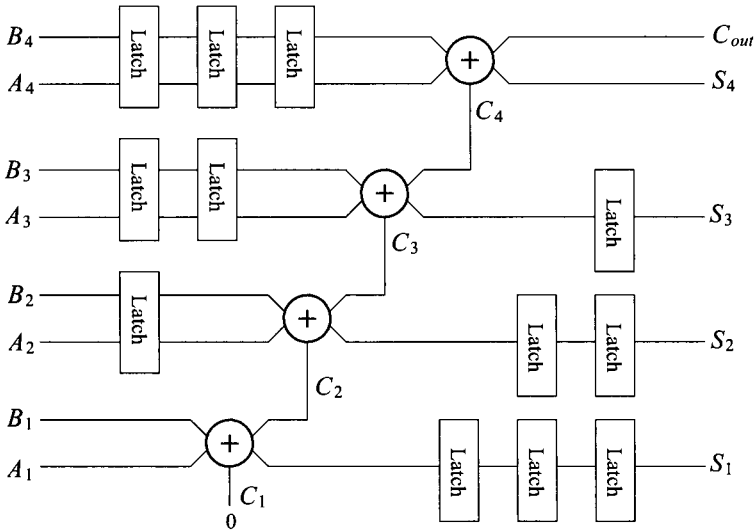 B₄ Latch Latch Latch + C_out
A₄ S₄
C₄
B₃ Latch Latch + Latch
A₃ S₃
C₃
B₂ Latch + Latch Latch
A₂ S₂
C₂
B₁ + Latch Latch Latch
A₁ S₁
C₁
0